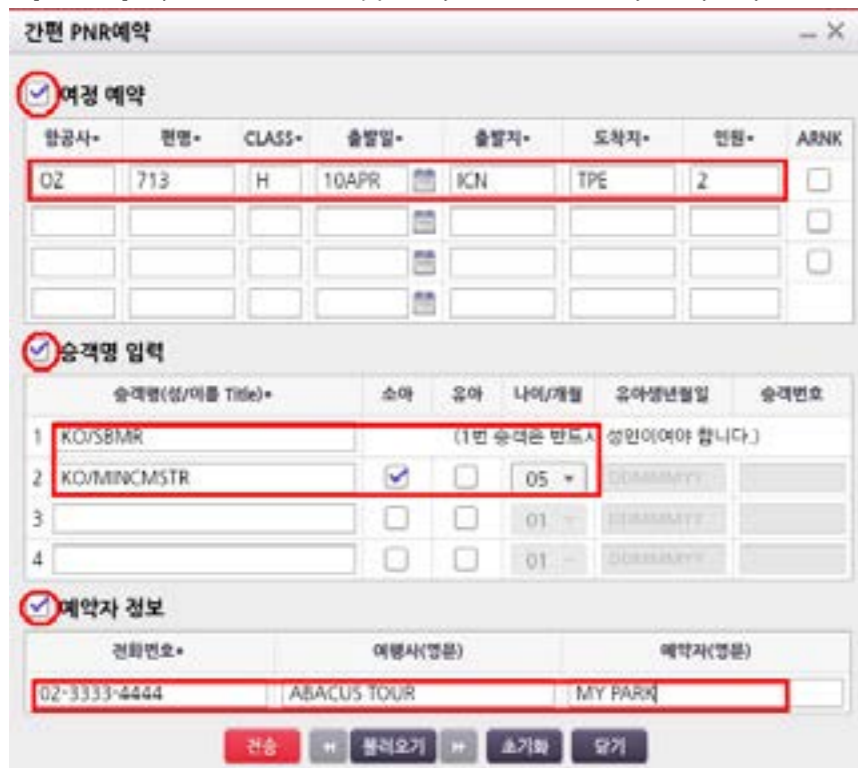 간편 PNR예약
여정 예약
항공사• 편명• CLASS• 출발일• 출발지• 도착지• 인원• ARNK
OZ 713 H 10APR ICN TPE 2
승객명 입력
승객명(성/이름 Title)• 소아 유아 나이/개월 유아생년월일 승객번호
1 KO/SBMR (1번 승객은 반드시 성인이여야 합니다.)
2 KO/MINCMSTR 05 DDMMMYY
3 01 DDMMMYY
4 01 DDMMMYY
예약자 정보
전화번호• 여행사(영문) 예약자(영문)
02-3333-4444 ABACUS TOUR MY PARK
전송 불러오기 초기화 닫기